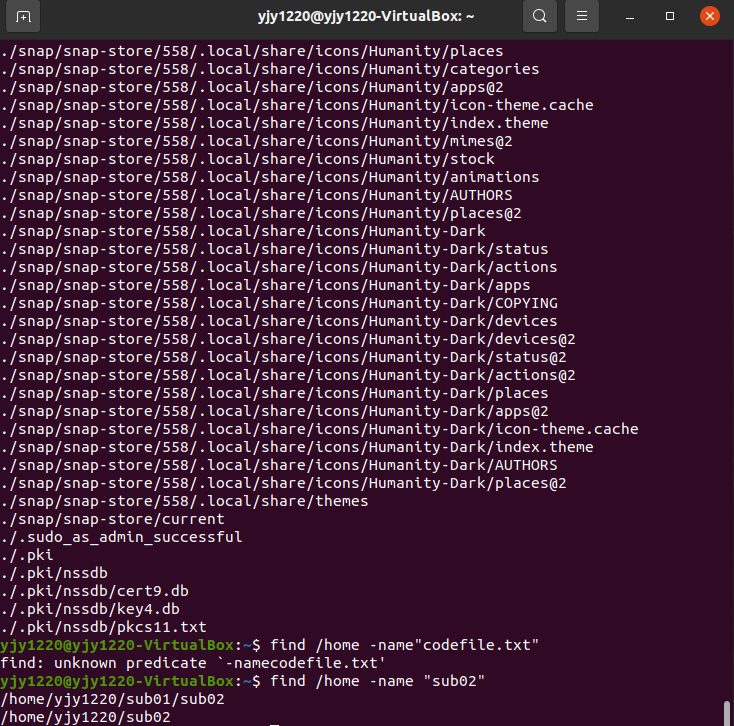 yjy1220@yjy1220-VirtualBox: ~
./snap/snap-store/558/.local/share/icons/Humanity/places
./snap/snap-store/558/.local/share/icons/Humanity/categories
./snap/snap-store/558/.local/share/icons/Humanity/apps@2
./snap/snap-store/558/.local/share/icons/Humanity/icon-theme.cache
./snap/snap-store/558/.local/share/icons/Humanity/index.theme
./snap/snap-store/558/.local/share/icons/Humanity/mimes@2
./snap/snap-store/558/.local/share/icons/Humanity/stock
./snap/snap-store/558/.local/share/icons/Humanity/animations
./snap/snap-store/558/.local/share/icons/Humanity/AUTHORS
./snap/snap-store/558/.local/share/icons/Humanity/places@2
./snap/snap-store/558/.local/share/icons/Humanity-Dark
./snap/snap-store/558/.local/share/icons/Humanity-Dark/status
./snap/snap-store/558/.local/share/icons/Humanity-Dark/actions
./snap/snap-store/558/.local/share/icons/Humanity-Dark/apps
./snap/snap-store/558/.local/share/icons/Humanity-Dark/COPYING
./snap/snap-store/558/.local/share/icons/Humanity-Dark/devices
./snap/snap-store/558/.local/share/icons/Humanity-Dark/devices@2
./snap/snap-store/558/.local/share/icons/Humanity-Dark/status@2
./snap/snap-store/558/.local/share/icons/Humanity-Dark/actions@2
./snap/snap-store/558/.local/share/icons/Humanity-Dark/places
./snap/snap-store/558/.local/share/icons/Humanity-Dark/apps@2
./snap/snap-store/558/.local/share/icons/Humanity-Dark/icon-theme.cache
./snap/snap-store/558/.local/share/icons/Humanity-Dark/index.theme
./snap/snap-store/558/.local/share/icons/Humanity-Dark/AUTHORS
./snap/snap-store/558/.local/share/icons/Humanity-Dark/places@2
./snap/snap-store/558/.local/share/themes
./snap/snap-store/current
./.sudo_as_admin_successful
./.pki
./.pki/nssdb
./.pki/nssdb/cert9.db
./.pki/nssdb/key4.db
./.pki/nssdb/pkcs11.txt
yjy1220@yjy1220-VirtualBox:~$ find /home -name"codefile.txt"
find: unknown predicate `-namecodefile.txt'
yjy1220@yjy1220-VirtualBox:~$ find /home -name "sub02"
/home/yjy1220/sub01/sub02
/home/yjy1220/sub02